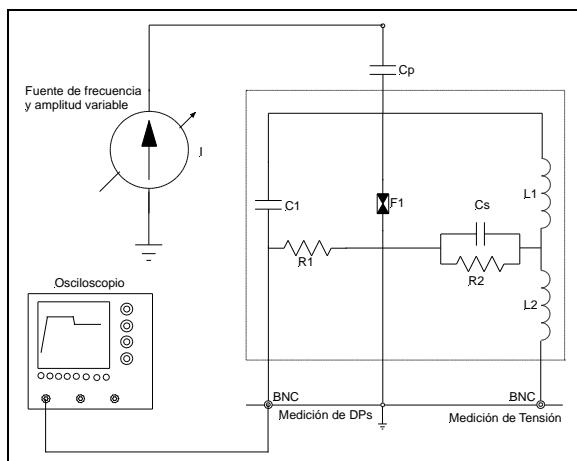 Cp
Fuente de frecuencia
y amplitud variable
I
L1
C1
F1
Cs
R1
R2
L2
Osciloscopio
BNC
BNC
Medición de DPs
Medición de Tensión